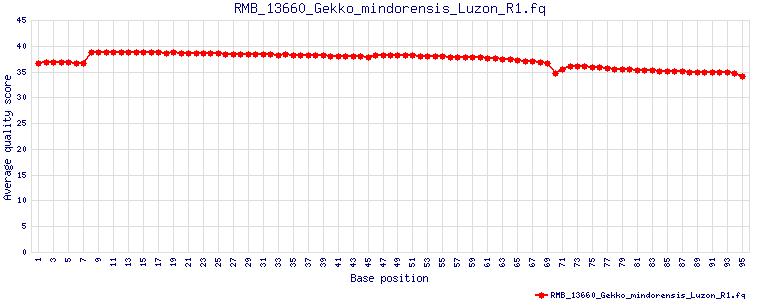 RMB_13660_Gekko_mindorensis_Luzon_R1.fq
Average quality score
45
40
35
30
25
20
15
10
5
0
1 3 5 7 9 11 13 15 17 19 21 23 25 27 29 31 33 35 37 39 41 43 45 47 49 51 53 55 57 59 61 63 65 67 69 71 73 75 77 79 81 83 85 87 89 91 93 95
Base position
RMB_13660_Gekko_mindorensis_Luzon_R1.fq